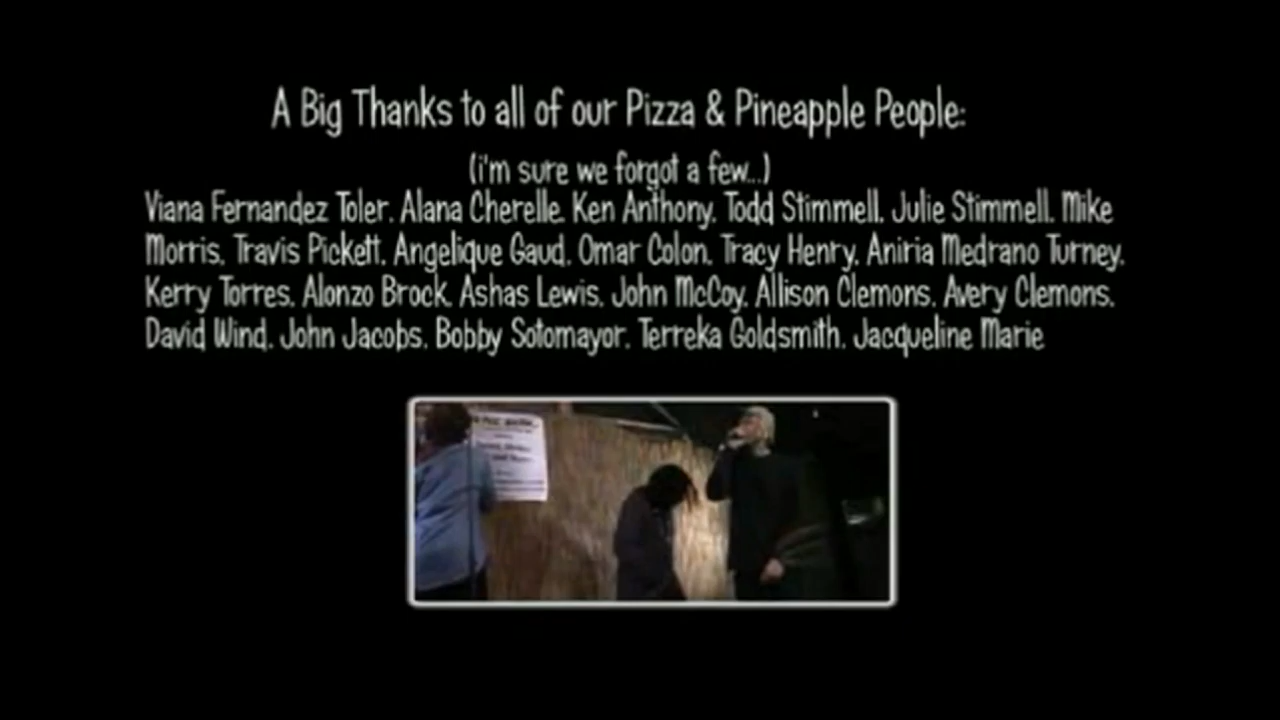 A Big Thanks to all of our Pizza & Pineapple People:
(i'm sure we forgot a few...)
Viana Fernandez Toler, Alana Cherelle, Ken Anthony, Todd Stimmell, Julie Stimmell, Mike
Morris, Travis Pickett, Angelique Gaud, Omar Colon, Tracy Henry, Aniria Medrano Turney,
Kerry Torres, Alonzo Brock, Ashas Lewis, John McCoy, Allison Clemons, Avery Clemons,
David Wind, John Jacobs, Bobby Sotomayor, Terreka Goldsmith, Jacqueline Marie